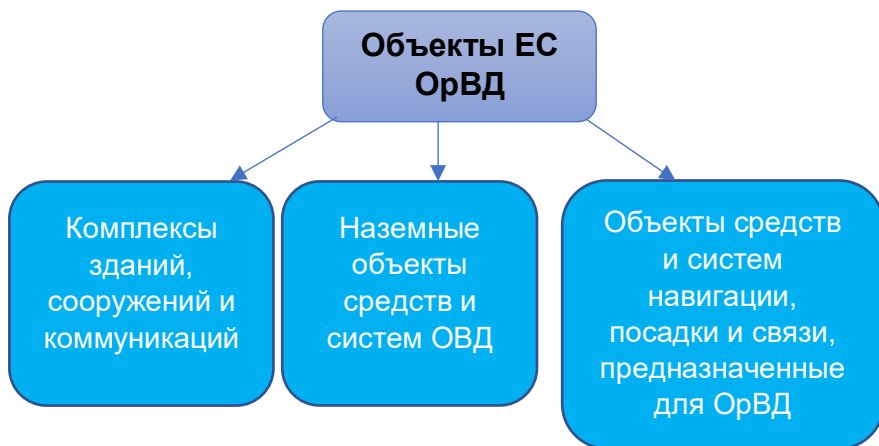 Объекты ЕС
ОрВД
Комплексы
зданий,
сооружений и
коммуникаций
Наземные
объекты
средств и
систем ОВД
Объекты средств
и систем
навигации,
посадки и связи,
предназначенные
для ОрВД